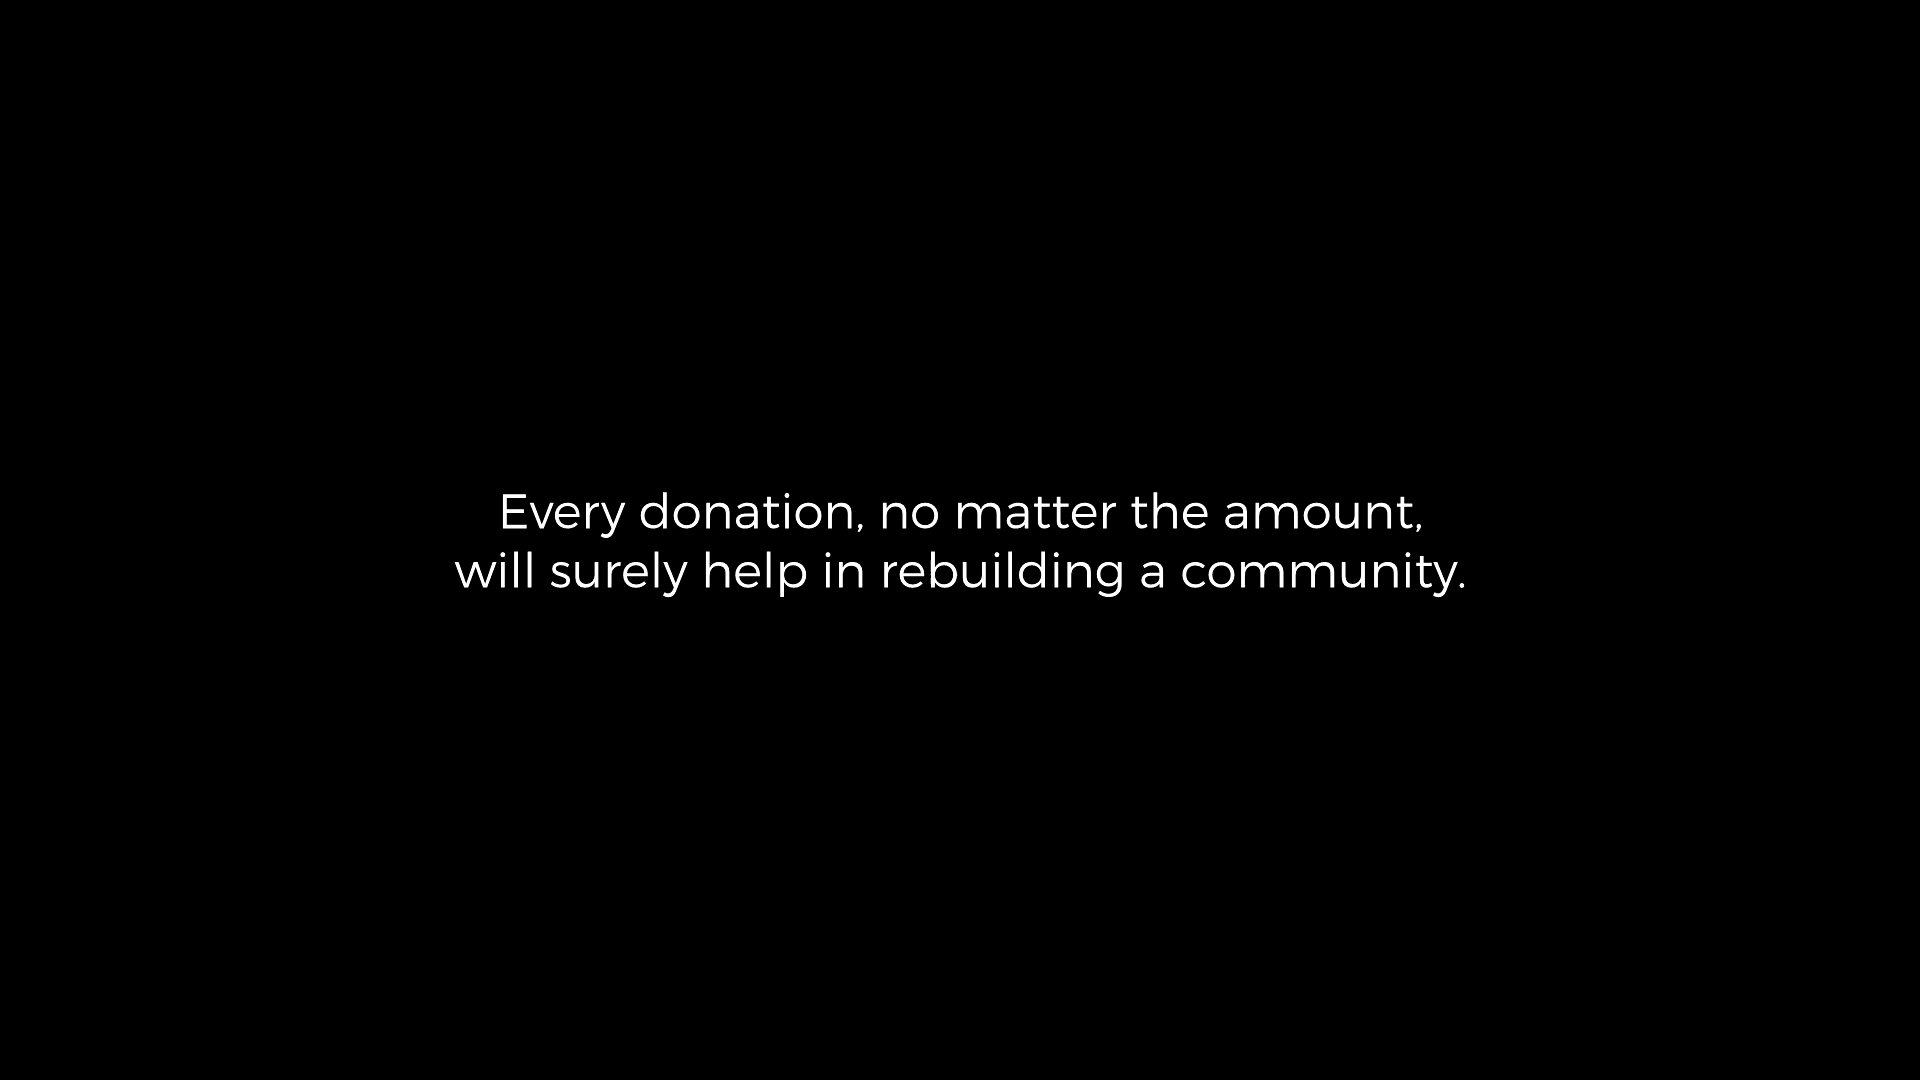 Every donation, no matter the amount,
will surely help in rebuilding a community.